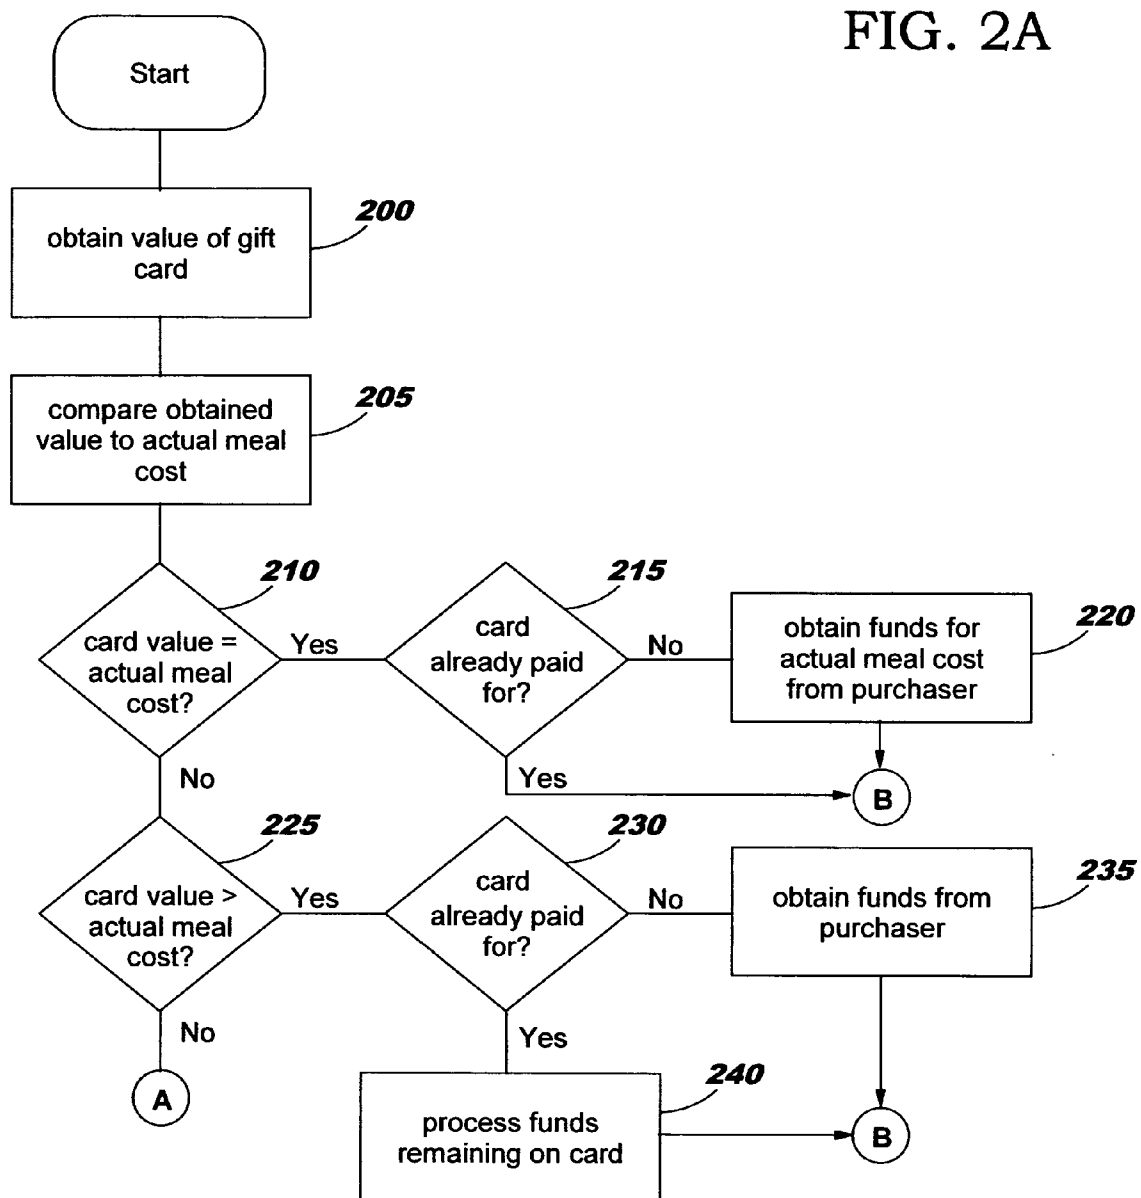 FIG. 2A
Start
200
obtain value of gift
card
205
compare obtained
value to actual meal
cost
210
card value =
actual meal
cost?
Yes
215
card
already paid
for?
No
220
obtain funds for
actual meal cost
from purchaser
Yes
B
No
225
card value >
actual meal
cost?
Yes
230
card
already paid
for?
No
235
obtain funds from
purchaser
No
A
Yes
240
process funds
remaining on card
B